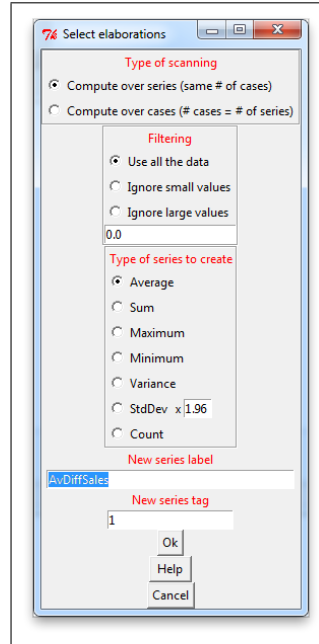 Select elaborations
Type of scanning
Compute over series (same # of cases)
Compute over cases (# cases = # of series)
Filtering
Use all the data
Ignore small values
Ignore large values
0.0
Type of series to create
Average
Sum
Maximum
Minimum
Variance
StdDev x 1.96
Count
New series label
AvDiffSales
New series tag
1
Ok
Help
Cancel